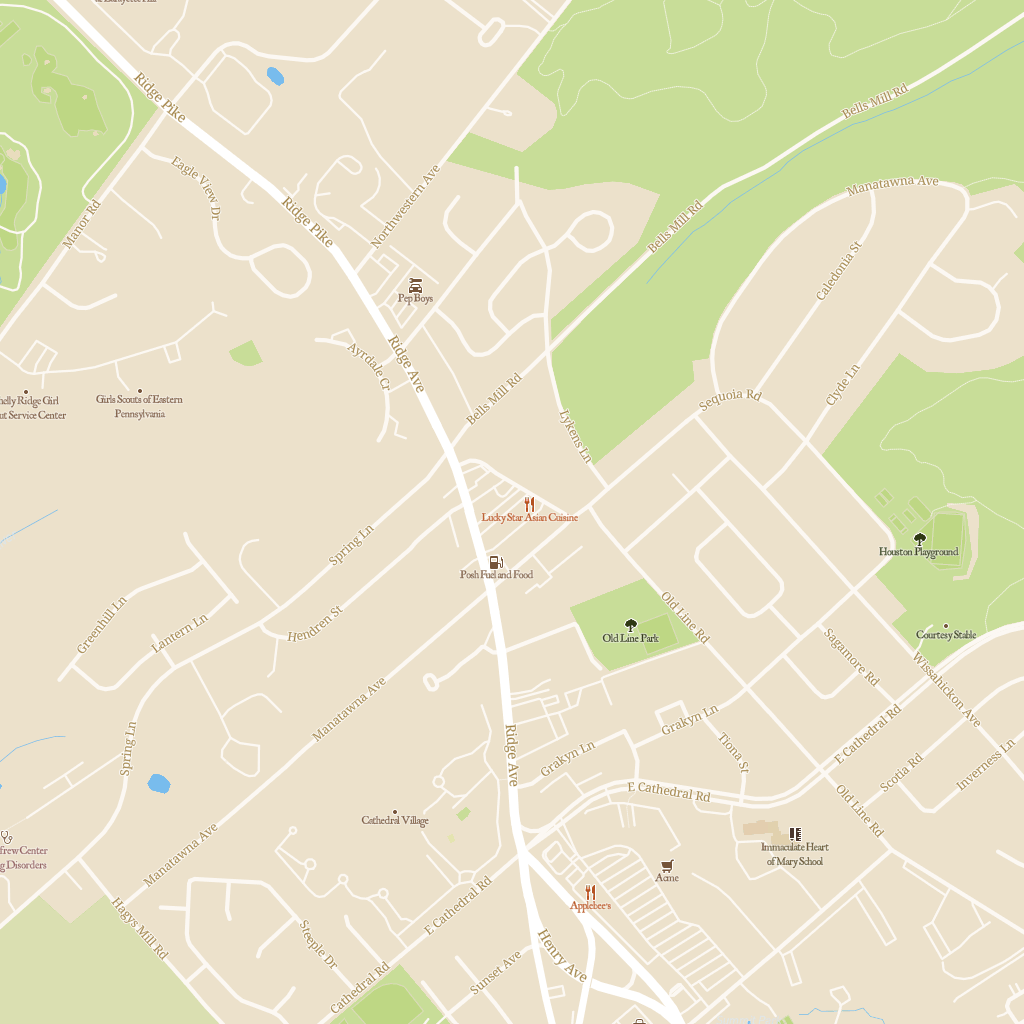 of Lafayette Hill
Ridge Pike
Bells Mill Rd
Eagle View Dr
Northwestern Ave
Manatawna Ave
Manor Rd
Ridge Pike
Bells Mill Rd
Caledonia St
Pep Boys
Ayrdale Cr
Ridge Ave
Bells Mill Rd
Clyde Ln
Girl
ut Service Center
Girls Scouts of Eastern
Pennsylvania
Sequoia Rd
Lykens Ln
Lucky Star Asian Cuisine
Spring Ln
Houston Playground
Posh Fuel and Food
Greenhill Ln
Lantern Ln
Hendren St
Old Line Rd
Old Line Park
Courtesy Stable
Sagamore Rd
Wissahickon Ave
Manatawna Ave
Spring Ln
Ridge Ave
Grakyn Ln
Grakyn Ln
Tiona St
E Cathedral Rd
Scotia Rd
Inverness Ln
E Cathedral Rd
Old Line Rd
Cathedral Village
Manatawna Ave
Immaculate Heart
of Mary School
frew Center
g Disorders
Acme
Applebee's
E Cathedral Rd
Hagys Mill Rd
Steeple Dr
Henry Ave
Sunset Ave
Cathedral Rd